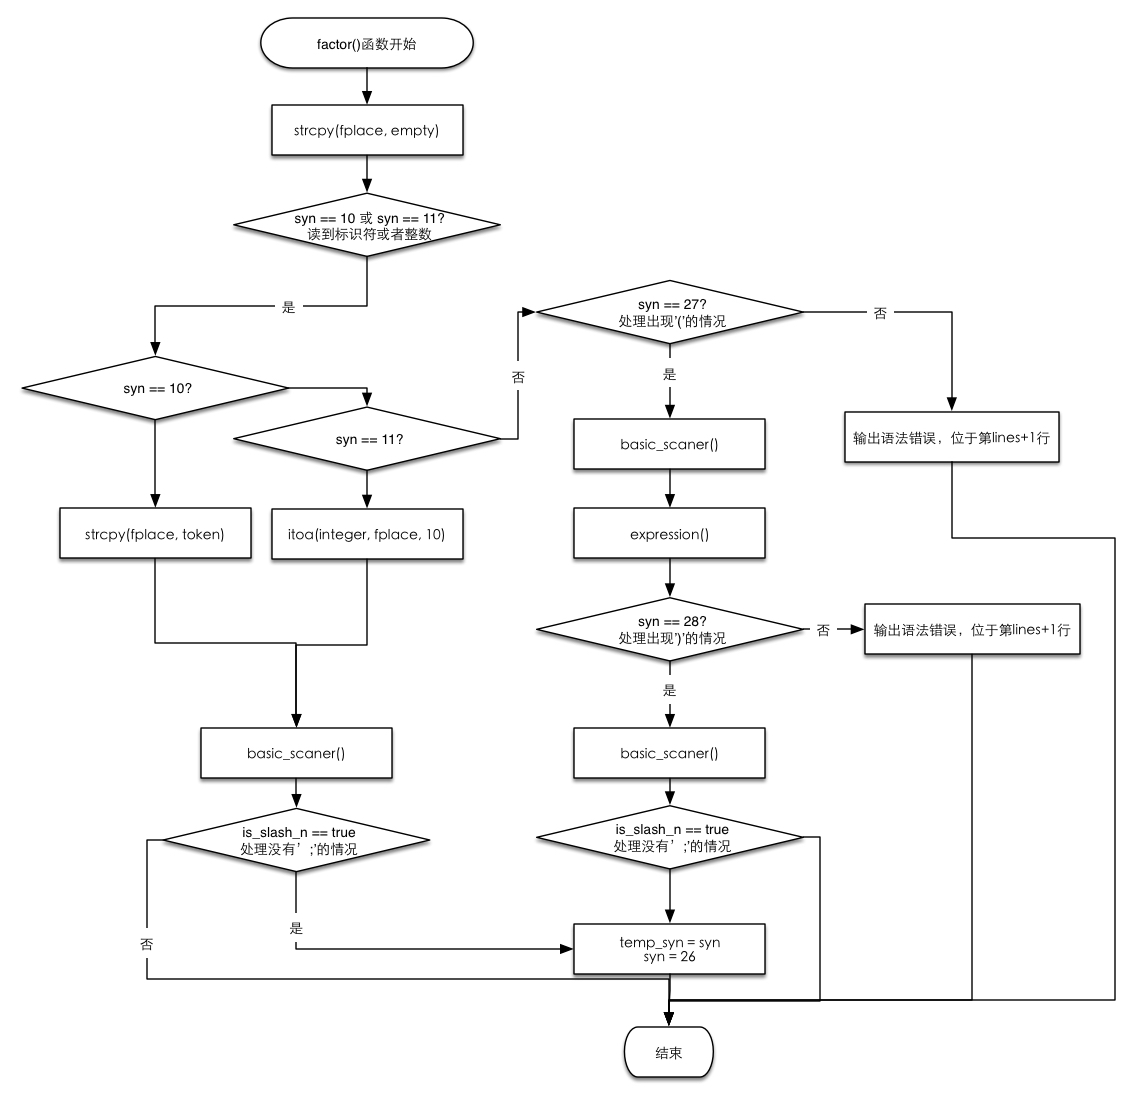 factor()函数开始
strcpy(fplace, empty)
syn == 10 或 syn == 11?
读到标识符或者整数
是
syn == 10?
syn == 11?
否
strcpy(fplace, token)
itoa(integer, fplace, 10)
basic_scaner()
is_slash_n == true
处理没有’;'的情况
是
否
syn == 27?
处理出现'('的情况
否
是
输出语法错误，位于第lines+1行
basic_scaner()
expression()
syn == 28?
处理出现')'的情况
否
输出语法错误，位于第lines+1行
是
basic_scaner()
is_slash_n == true
处理没有’;'的情况
temp_syn = syn
syn = 26
结束